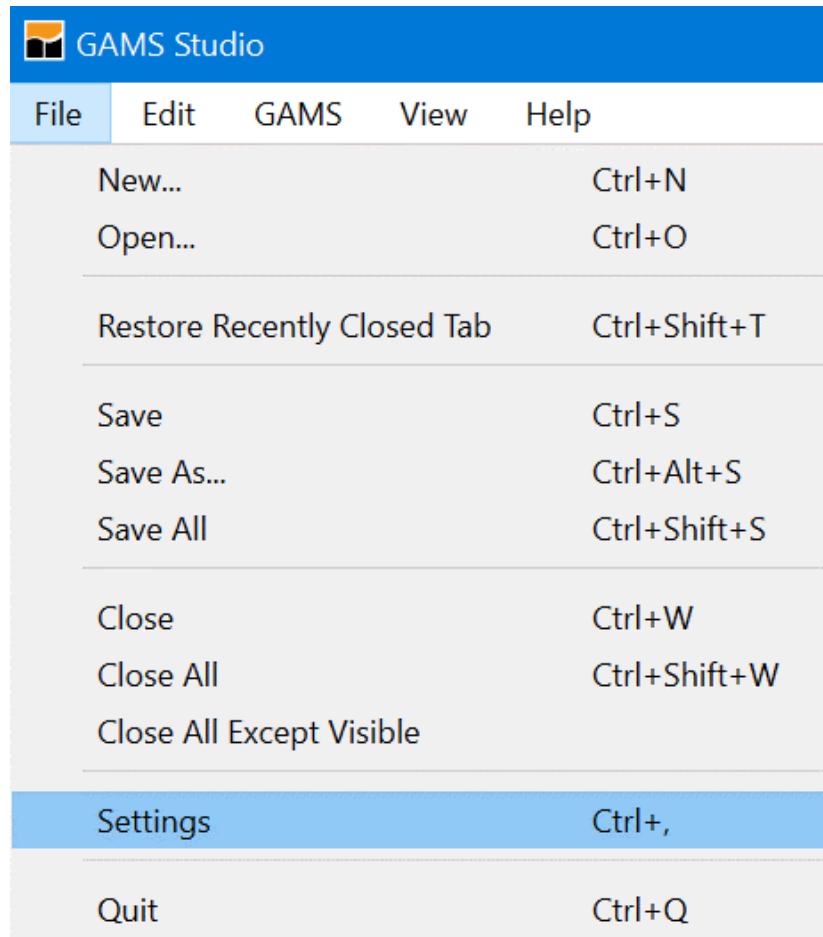 GAMS Studio
File Edit GAMS View Help
New... Ctrl+N
Open... Ctrl+O
Restore Recently Closed Tab Ctrl+Shift+T
Save Ctrl+S
Save As... Ctrl+Alt+S
Save All Ctrl+Shift+S
Close Ctrl+W
Close All Ctrl+Shift+W
Close All Except Visible
Settings Ctrl+,
Quit Ctrl+Q